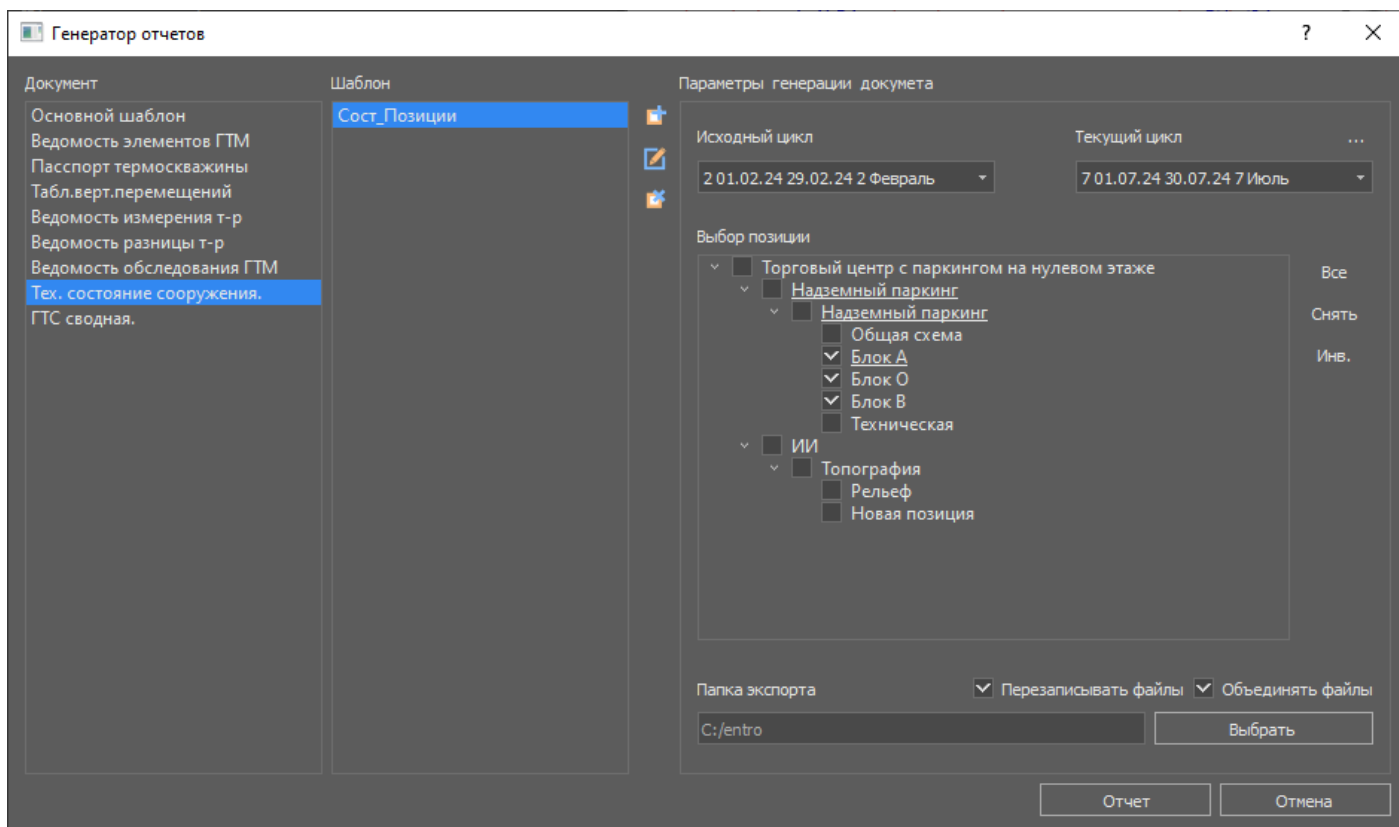 Генератор отчетов
?
Документ
Основной шаблон
Ведомость элементов ГТМ
Пасспорт термоскважины
Табл.верт.перемещений
Ведомость измерения т-р
Ведомость разницы т-р
Ведомость обследования ГТМ
Тех. состояние сооружения.
ГТС сводная.
Шаблон
Сост_Позиции
Параметры генерации докумета
Исходный цикл
Текущий цикл
...
2 01.02.24 29.02.24 2 Февраль
7 01.07.24 30.07.24 7 Июль
Выбор позиции
Торговый центр с паркингом на нулевом этаже
Надземный паркинг
Надземный паркинг
Общая схема
Блок А
Блок О
Блок В
Техническая
ИИ
Топография
Рельеф
Новая позиция
Все
Снять
Инв.
Папка экспорта
Перезаписывать файлы
Объединять файлы
C:/entro
Выбрать
Отчет
Отмена